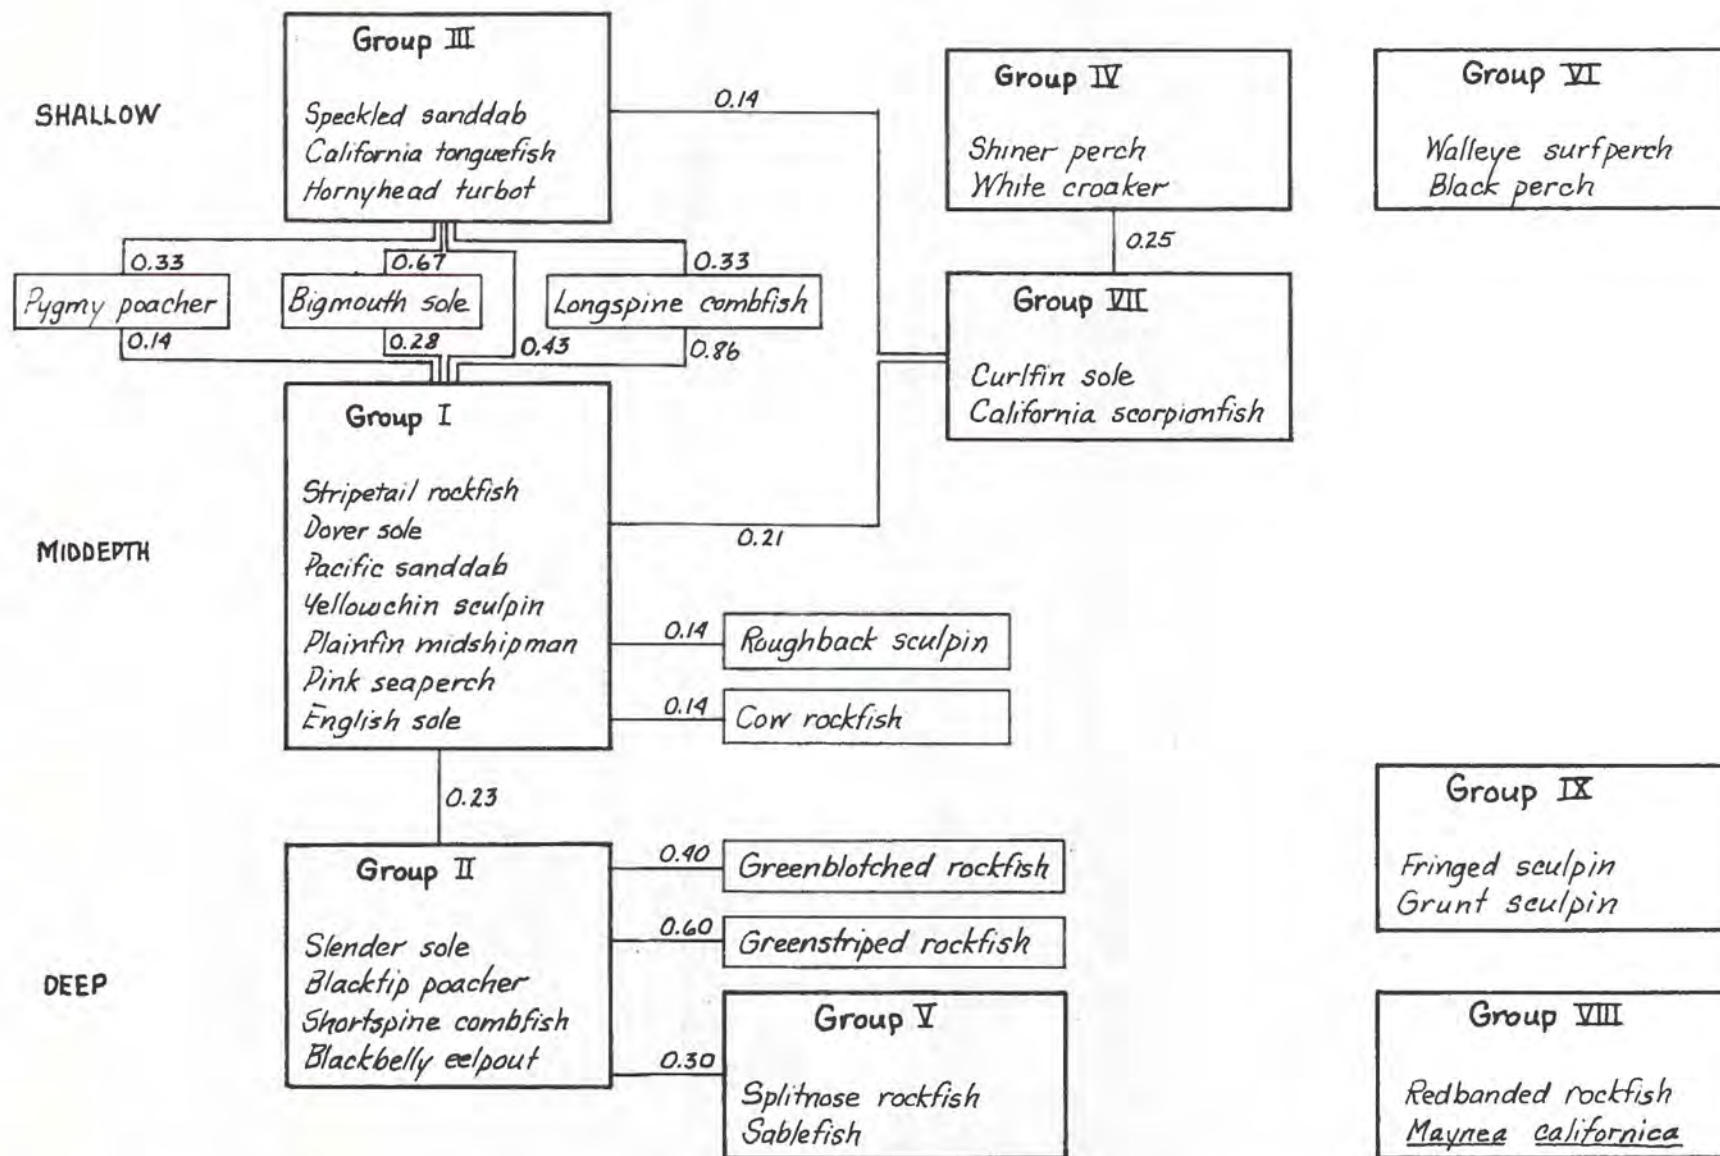 Group III
Speckled sanddab
California tonguefish
Hornyhead turbot
SHALLOW
0.14
Group IV
Shiner perch
White croaker
Group VI
Walleye surfperch
Black perch
0.33
0.67
0.33
0.25
Pygmy poacher
Bigmouth sole
Longspine combfish
0.14
0.28
0.43
0.86
Group VII
Curlfin sole
California scorpionfish
Group I
Stripetail rockfish
Dover sole
Pacific sanddab
Yellowchin sculpin
Plainfin midshipman
Pink seaperch
English sole
MIDDEPTH
0.21
0.14
Roughback sculpin
0.14
Cow rockfish
0.23
Group IX
Fringed sculpin
Grunt sculpin
Group II
Slender sole
Blacktip poacher
Shortspine combfish
Blackbelly eelpout
0.40
Greenblotched rockfish
0.60
Greenstriped rockfish
DEEP
0.30
Group V
Splitnose rockfish
Sablefish
Group VIII
Redbanded rockfish
Maynea californica